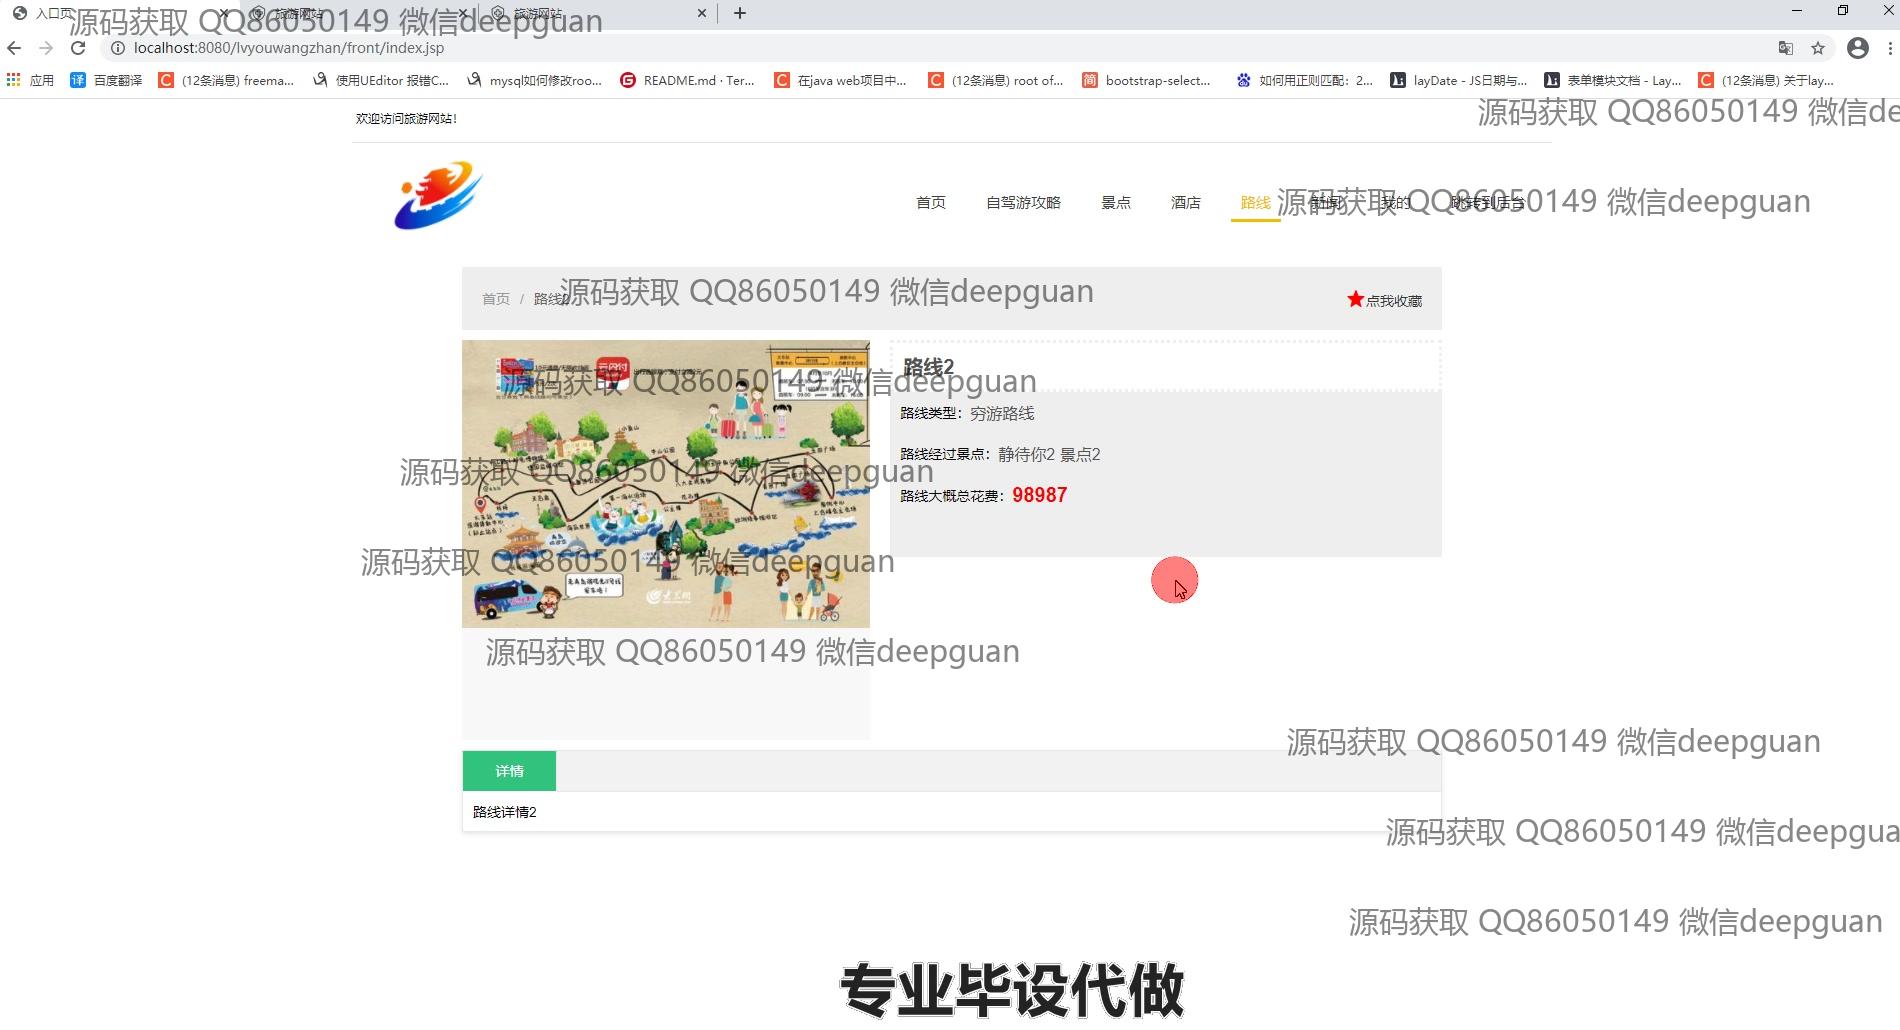 入口页
旅游网站
旅游网站
源码获取 QQ86050149 微信deepguan
localhost:8080/lvyouwangzhan/front/index.jsp
应用
百度翻译
(12条消息) freema...
使用UEditor 报错C...
mysql如何修改roo...
README.md · Ter...
在java web项目中...
(12条消息) root of...
bootstrap-select...
如何用正则匹配：2...
layDate - JS日期与...
表单模块文档 - Lay...
(12条消息) 关于lay...
欢迎访问旅游网站！
源码获取 QQ86050149 微信de
首页
自驾游攻略
景点
酒店
路线
新闻
我的
跳转到后台
源码获取 QQ86050149 微信deepguan
首页 / 路线2
源码获取 QQ86050149 微信deepguan
点我收藏
路线2
源码获取 QQ86050149 微信deepguan
路线类型：穷游路线
路线经过景点：静待你2 景点2
源码获取 QQ86050149 微信deepguan
路线大概总花费：98987
源码获取 QQ86050149 微信deepguan
源码获取 QQ86050149 微信deepguan
源码获取 QQ86050149 微信deepguan
详情
路线详情2
源码获取 QQ86050149 微信deepgua
源码获取 QQ86050149 微信deepguan
专业毕设代做